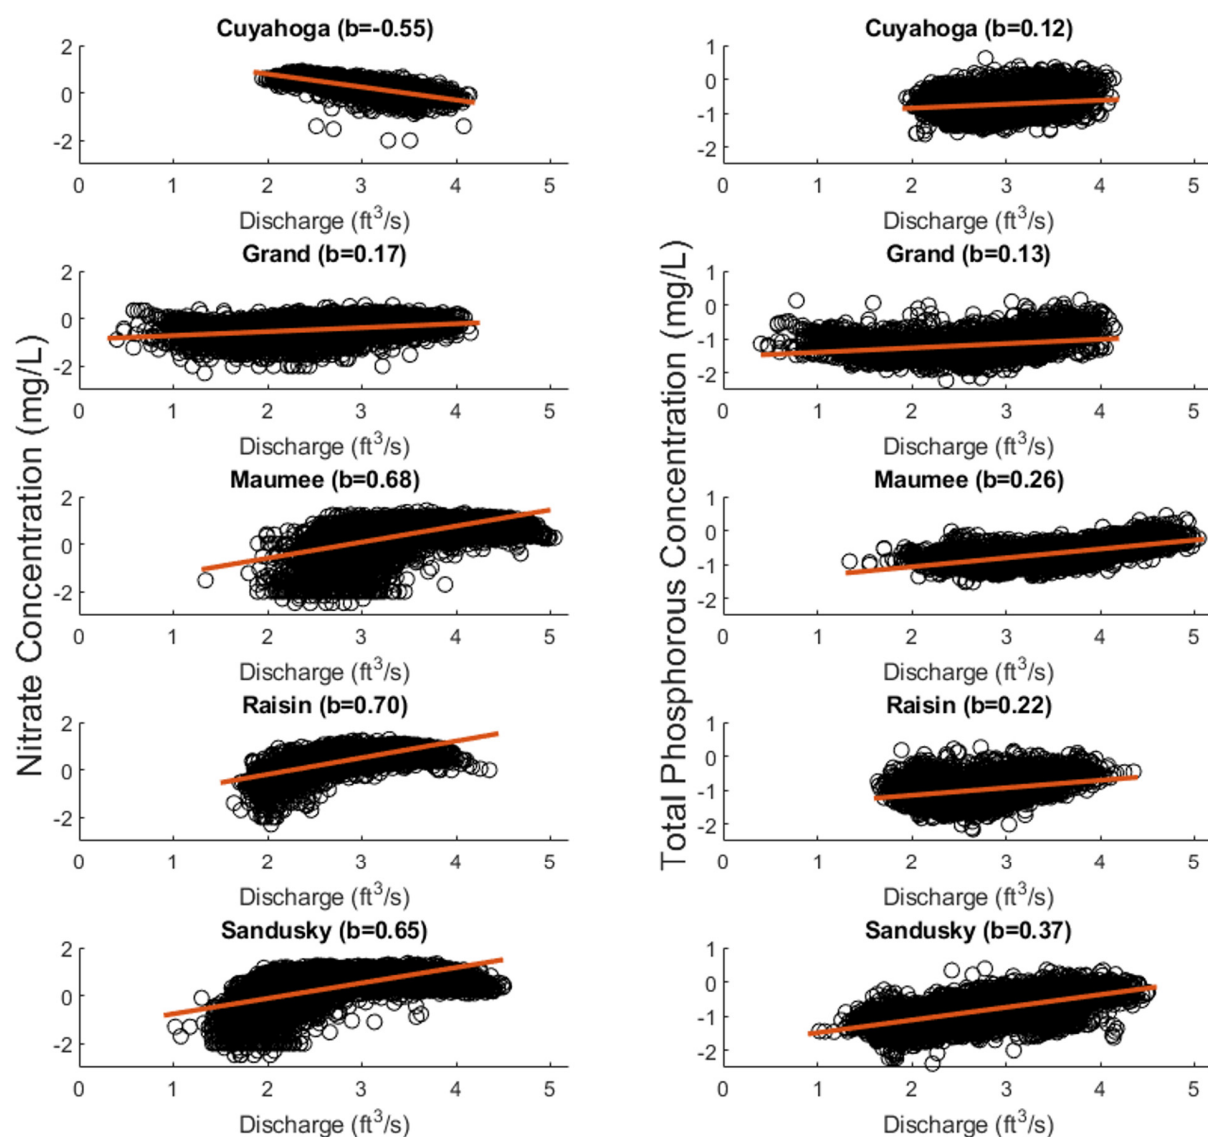 Nitrate Concentration (mg/L)
Cuyahoga (b=-0.55)
2
0
-2
0 1 2 3 4 5
Discharge (ft³/s)
Grand (b=0.17)
2
0
-2
0 1 2 3 4 5
Discharge (ft³/s)
Maumee (b=0.68)
2
0
-2
0 1 2 3 4 5
Discharge (ft³/s)
Raisin (b=0.70)
2
0
-2
0 1 2 3 4 5
Discharge (ft³/s)
Sandusky (b=0.65)
2
0
-2
0 1 2 3 4 5
Discharge (ft³/s)
Total Phosphorous Concentration (mg/L)
Cuyahoga (b=0.12)
1
0
-1
-2
0 1 2 3 4 5
Discharge (ft³/s)
Grand (b=0.13)
1
0
-1
-2
0 1 2 3 4 5
Discharge (ft³/s)
Maumee (b=0.26)
1
0
-1
-2
0 1 2 3 4 5
Discharge (ft³/s)
Raisin (b=0.22)
1
0
-1
-2
0 1 2 3 4 5
Discharge (ft³/s)
Sandusky (b=0.37)
1
0
-1
-2
0 1 2 3 4 5
Discharge (ft³/s)